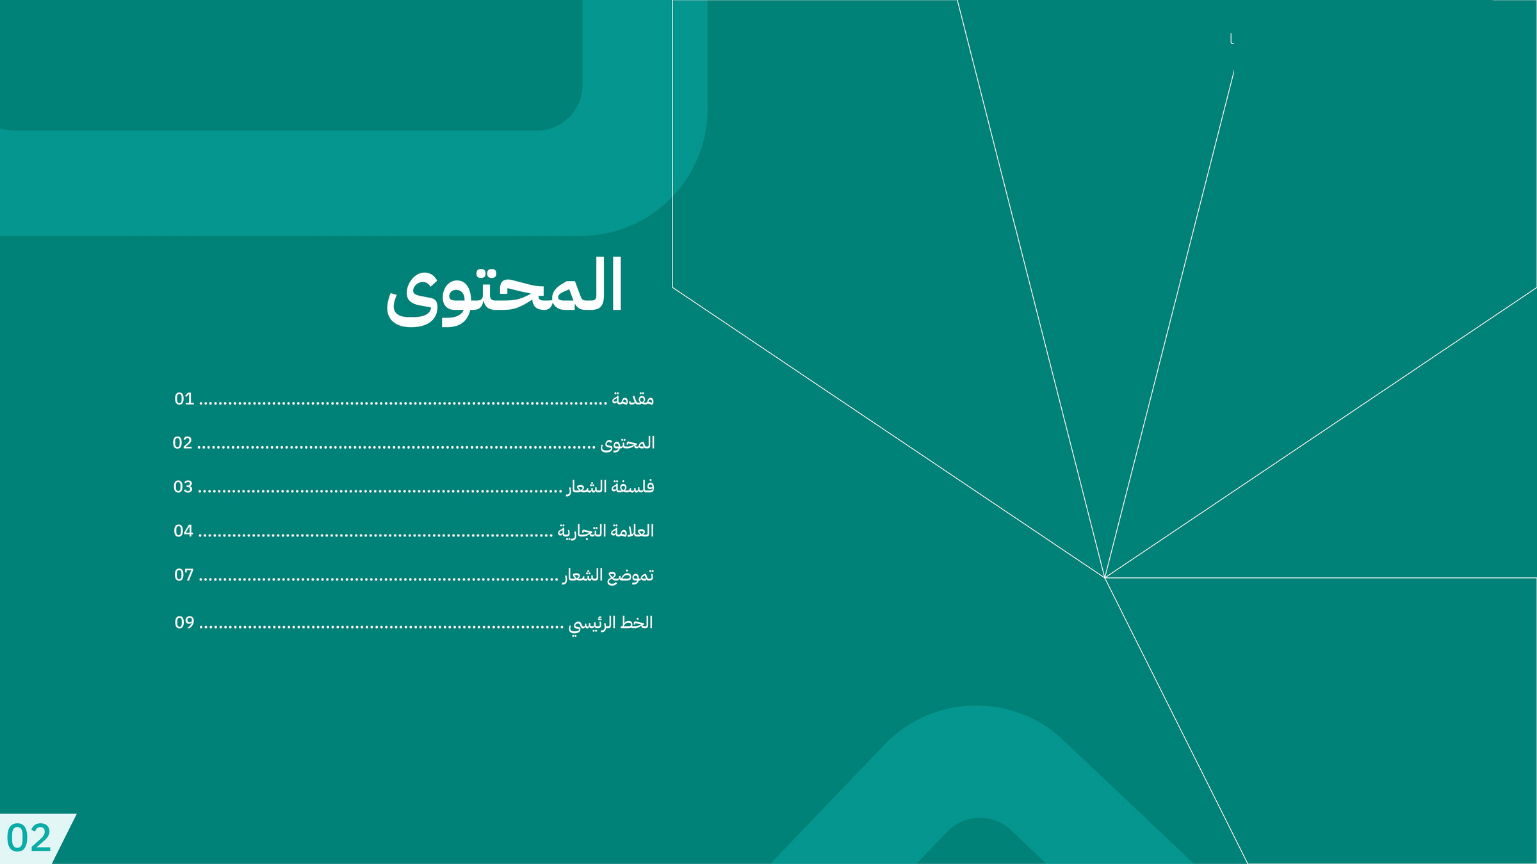 المحتوى
مقدمة .................................................................................... 01
المحتوى .................................................................................. 02
فلسفة الشعار ........................................................................... 03
العلامة التجارية ......................................................................... 04
تموضع الشعار .......................................................................... 07
الخط الرئيسي ........................................................................... 09
02